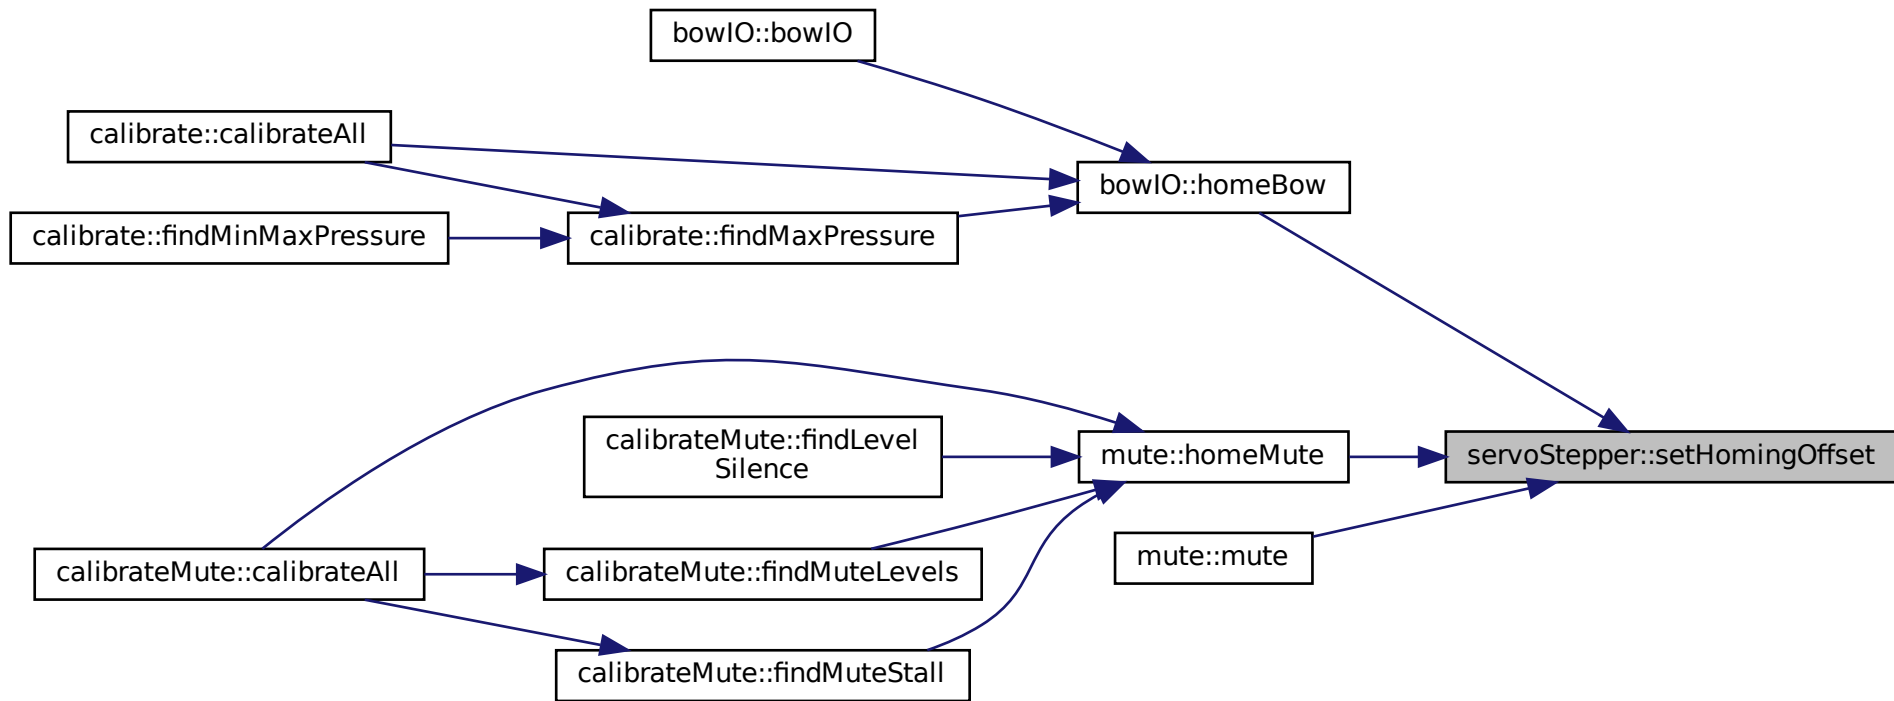 bowIO::bowIO
calibrate::calibrateAll
bowIO::homeBow
calibrate::findMinMaxPressure
calibrate::findMaxPressure
calibrateMute::findLevel
Silence
mute::homeMute
servoStepper::setHomingOffset
mute::mute
calibrateMute::calibrateAll
calibrateMute::findMuteLevels
calibrateMute::findMuteStall